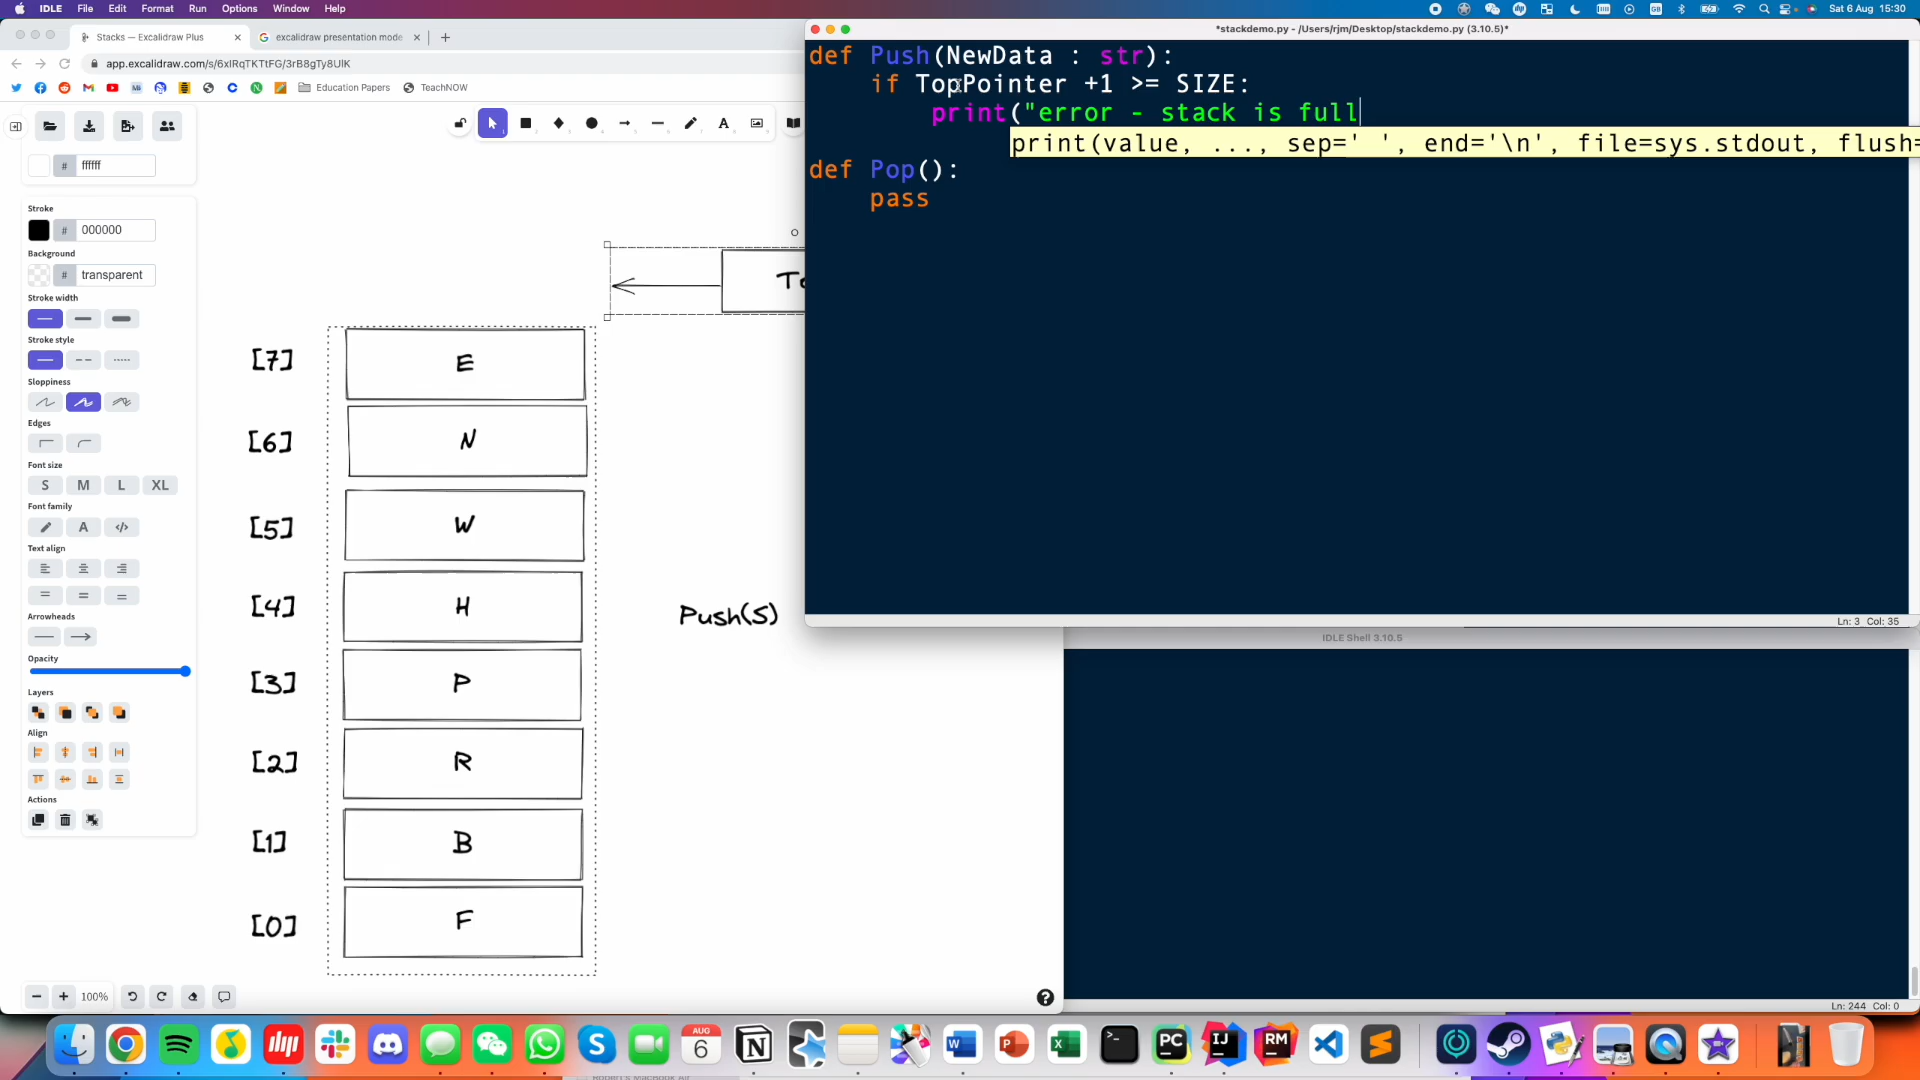 IDLE File Edit Format Run Options Window Help
Sat 6 Aug 15:30
Stacks — Excalidraw Plus
excalidraw presentation mode
app.excalidraw.com/s/6xlRqTKTtFG/3rB8gTy8UlK
Education Papers
TeachNOW
# ffffff
Stroke
# 000000
Background
# transparent
Stroke width
Stroke style
Sloppiness
Edges
Font size
S M L XL
Font family
A </>
Text align
Arrowheads
Opacity
Layers
Align
Actions
100%
A
To
[7] E
[6] N
[5] W
[4] H
[3] P
[2] R
[1] B
[0] F
Push(S)
*stackdemo.py - /Users/rjm/Desktop/stackdemo.py (3.10.5)*
def Push(NewData : str):
if TopPointer +1 >= SIZE:
print("error - stack is full
print(value, ..., sep=' ', end='\n', file=sys.stdout, flush=
def Pop():
pass
Ln: 3 Col: 35
IDLE Shell 3.10.5
Ln: 244 Col: 0
AUG
6